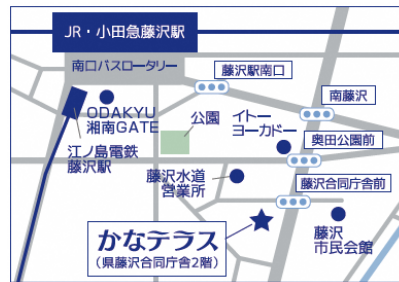 JR・小田急藤沢駅
南口バスロータリー
藤沢駅南口
ODAKYU
湘南GATE
公園
イトー
ヨーカドー
南藤沢
江ノ島電鉄
藤沢駅
奥田公園前
藤沢水道
営業所
藤沢合同庁舎前
かなテラス
(県藤沢合同庁舎2階)
藤沢
市民会館